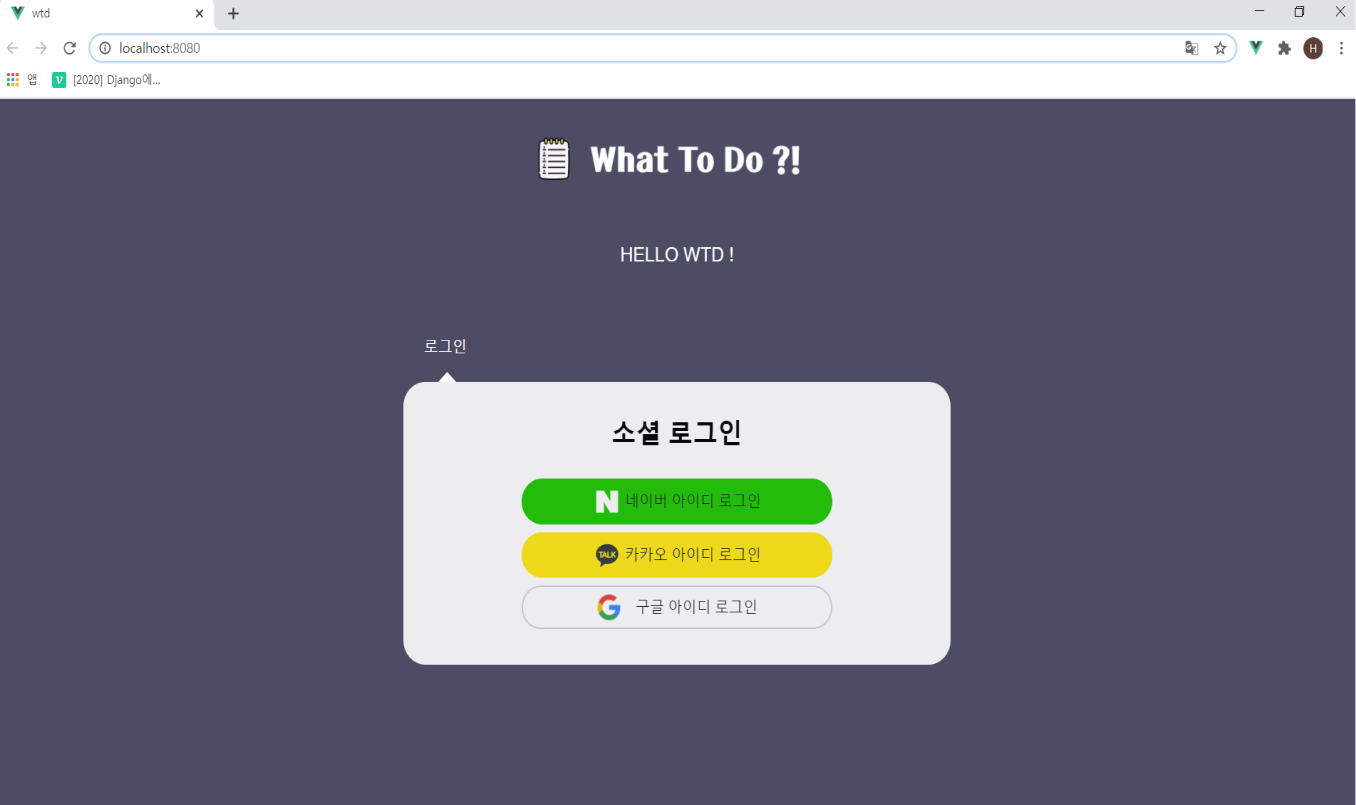 wtd
localhost:8080
H
앱
[2020] Django에...
What To Do ?!
HELLO WTD !
로그인
소셜 로그인
N 네이버 아이디 로그인
TALK 카카오 아이디 로그인
G 구글 아이디 로그인